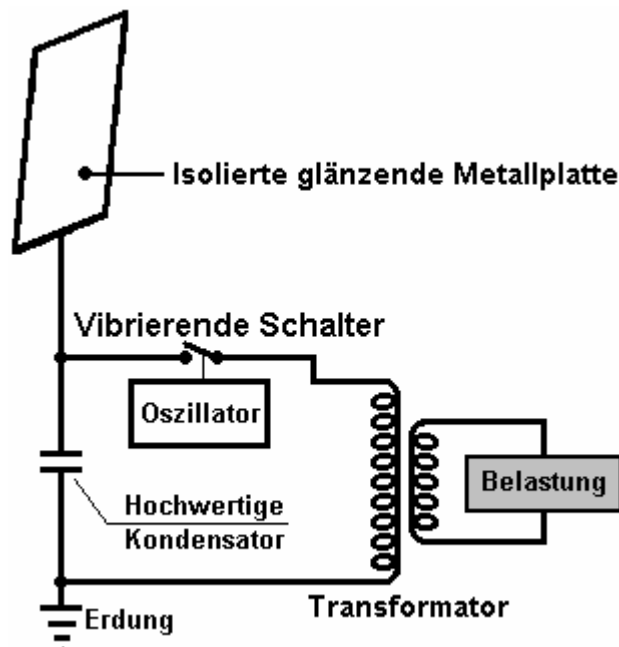 Isolierte glänzende Metallplatte
Vibrierende Schalter
Oszillator
Belastung
Hochwertige
Kondensator
Transformator
Erdung